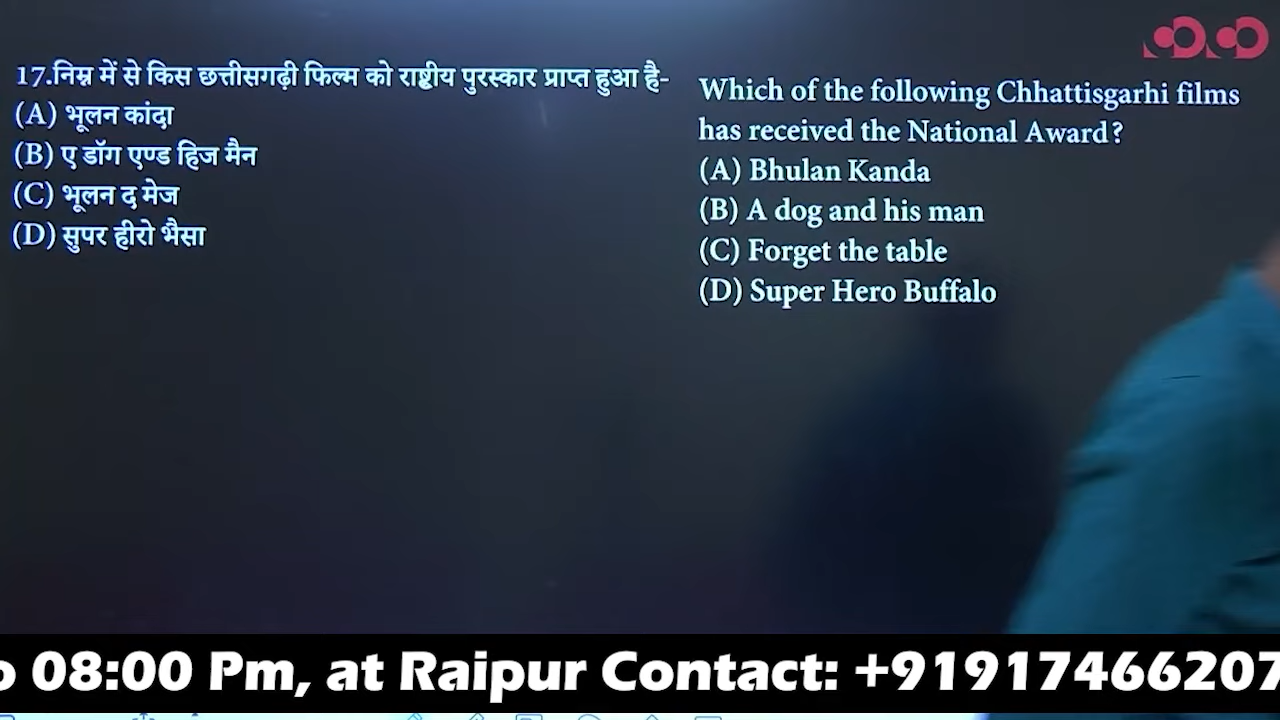 17.निम्न में से किस छत्तीसगढ़ी फिल्म को राष्ट्रीय पुरस्कार प्राप्त हुआ है-
(A) भूलन कांदा
(B) ए डॉग एण्ड हिज मैन
(C) भूलन द मेज
(D) सुपर हीरो भैसा
Which of the following Chhattisgarhi films
has received the National Award?
(A) Bhulan Kanda
(B) A dog and his man
(C) Forget the table
(D) Super Hero Buffalo
08:00 Pm, at Raipur Contact: +9191746620